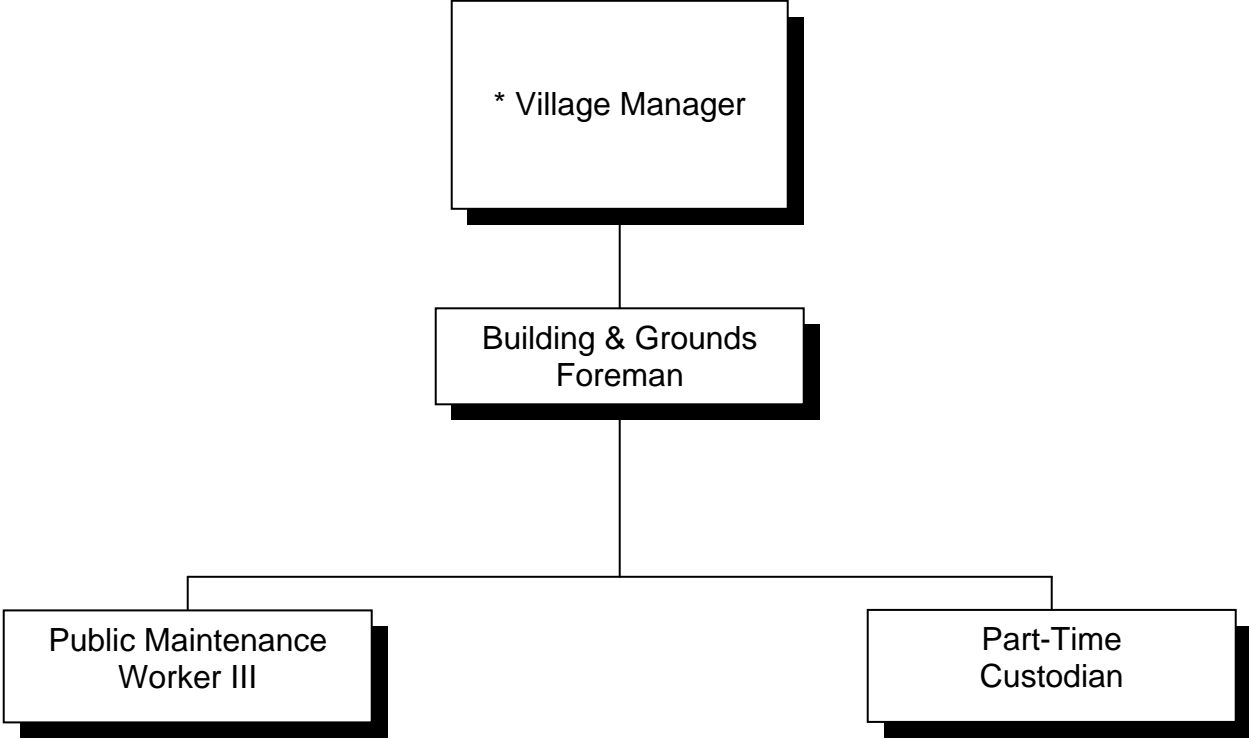 * Village Manager
Building & Grounds
Foreman
Public Maintenance
Worker III
Part-Time
Custodian